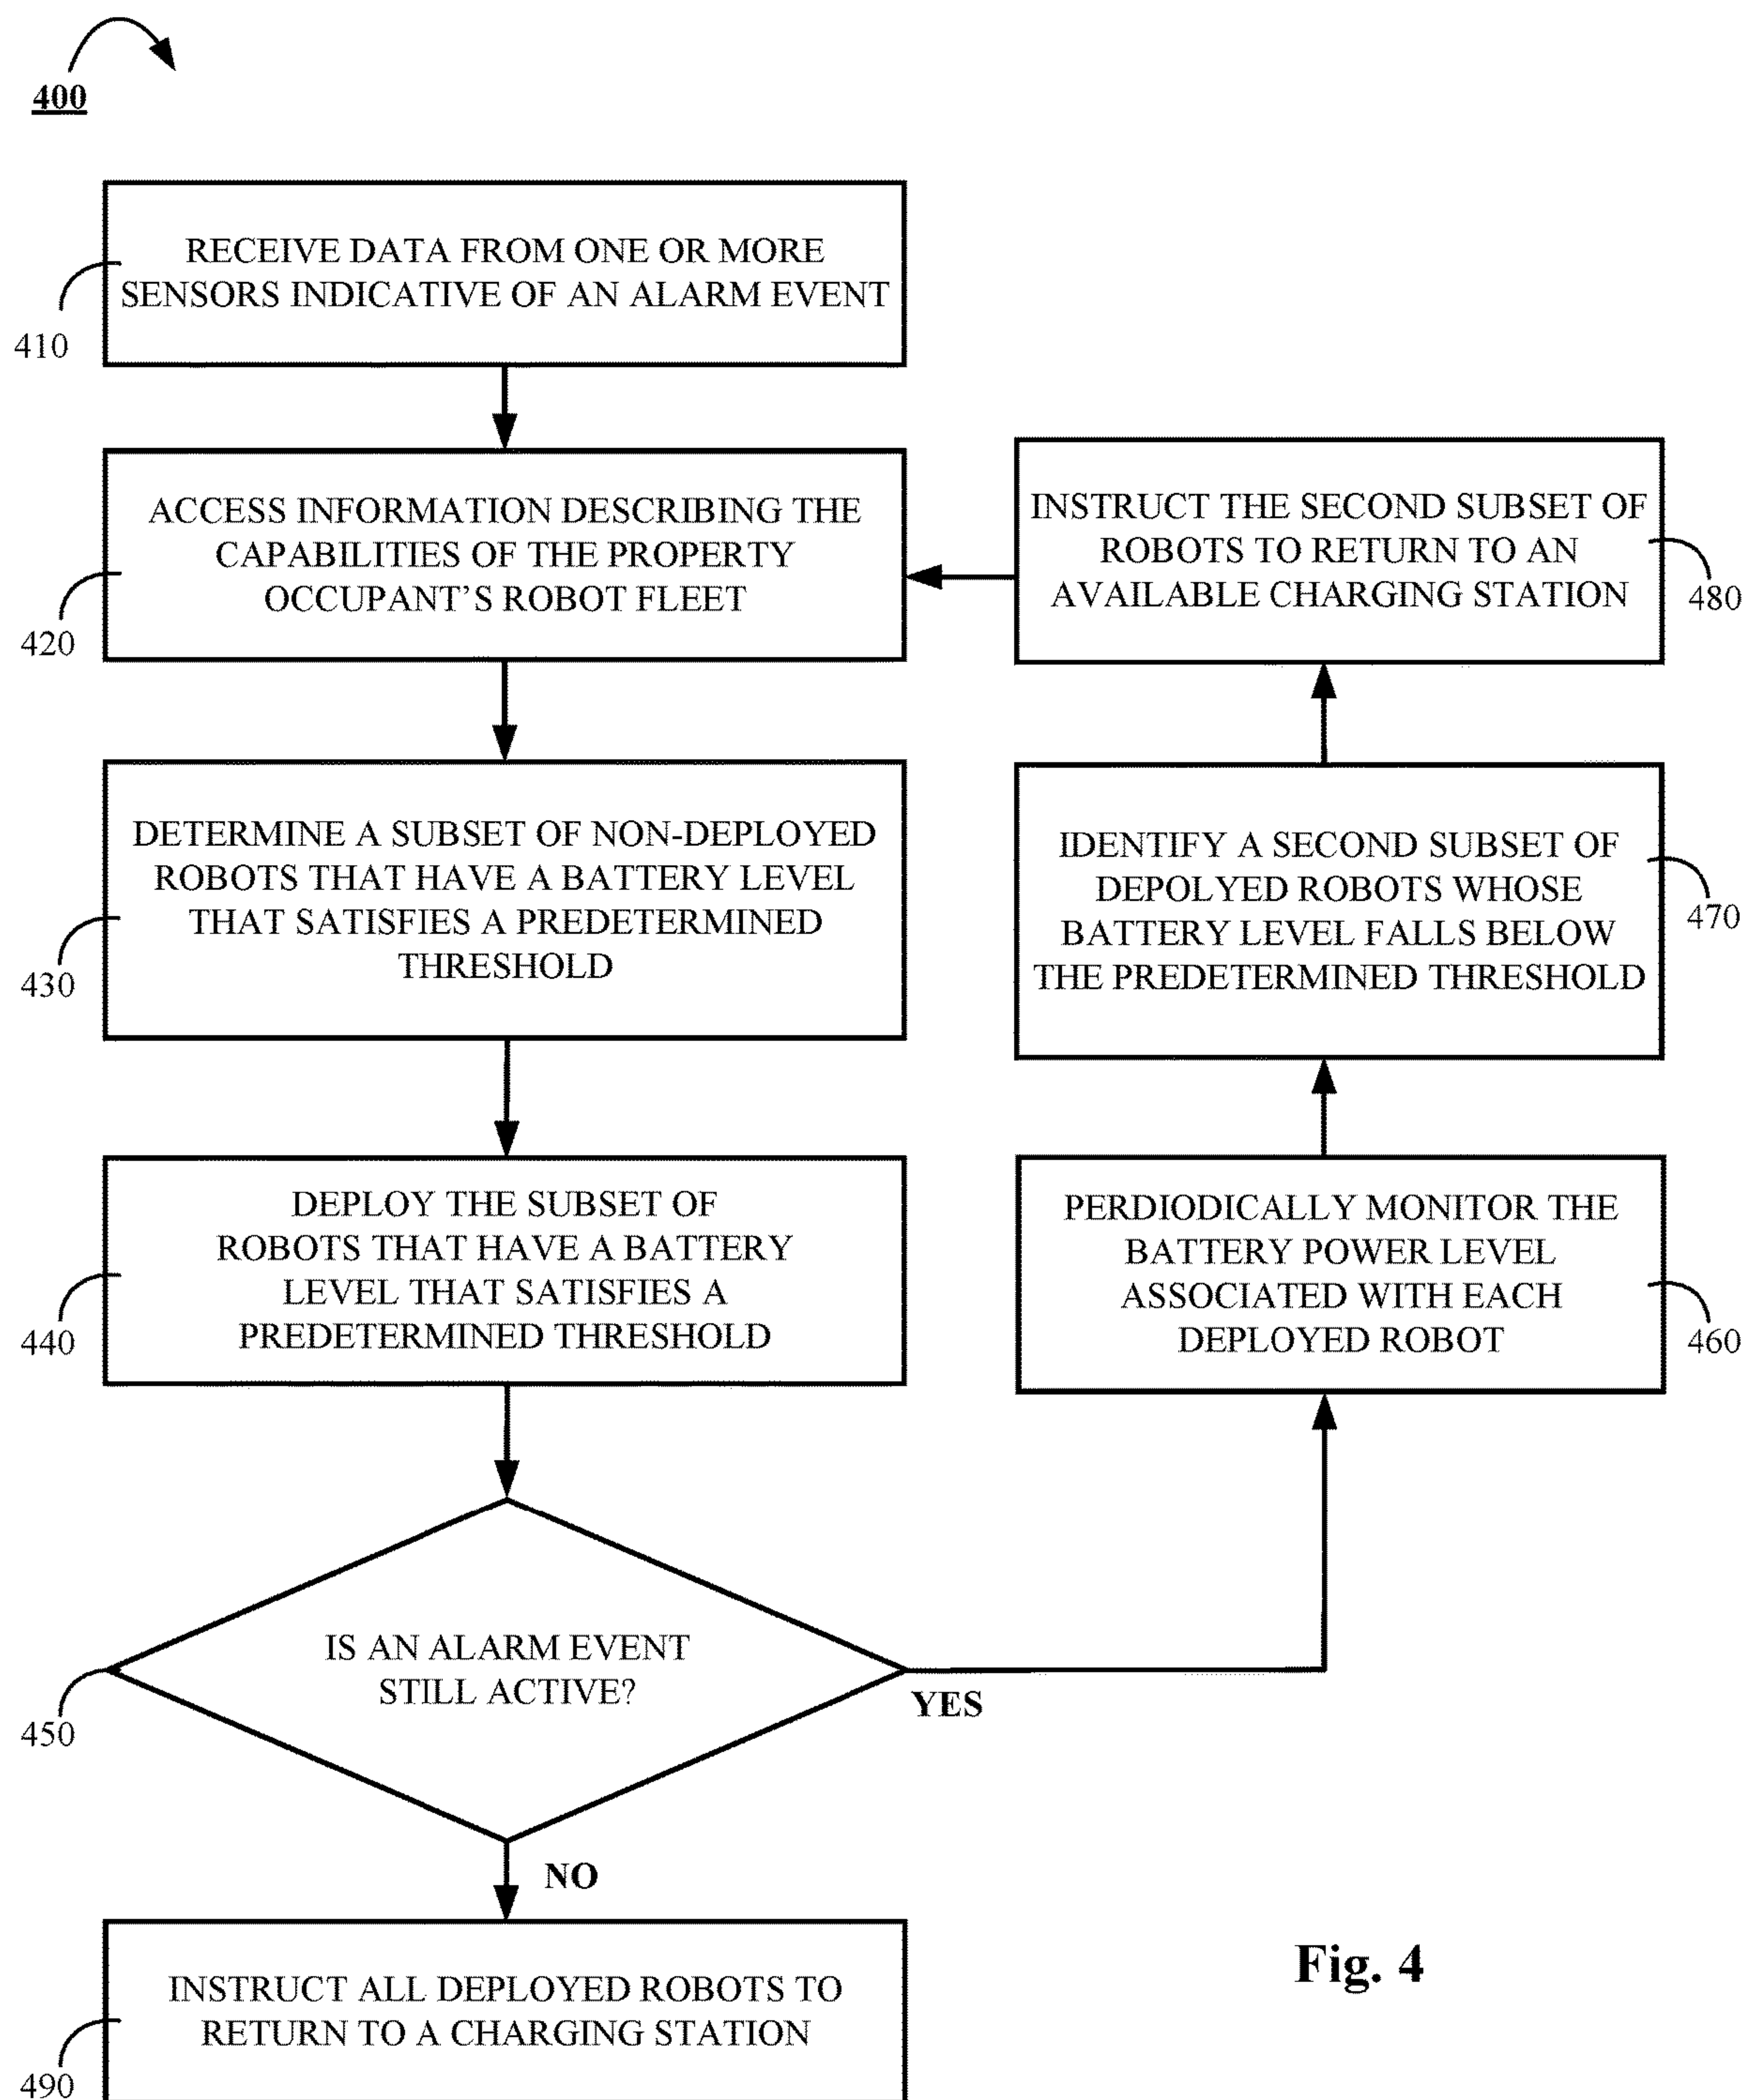 400
RECEIVE DATA FROM ONE OR MORE
SENSORS INDICATIVE OF AN ALARM EVENT
410
ACCESS INFORMATION DESCRIBING THE
CAPABILITIES OF THE PROPERTY
OCCUPANT'S ROBOT FLEET
420
DETERMINE A SUBSET OF NON-DEPLOYED
ROBOTS THAT HAVE A BATTERY LEVEL
THAT SATISFIES A PREDETERMINED
THRESHOLD
430
DEPLOY THE SUBSET OF
ROBOTS THAT HAVE A BATTERY
LEVEL THAT SATISFIES A
PREDETERMINED THRESHOLD
440
IS AN ALARM EVENT
STILL ACTIVE?
450
YES
NO
PERDIODICALLY MONITOR THE
BATTERY POWER LEVEL
ASSOCIATED WITH EACH
DEPLOYED ROBOT
460
IDENTIFY A SECOND SUBSET OF
DEPOLYED ROBOTS WHOSE
BATTERY LEVEL FALLS BELOW
THE PREDETERMINED THRESHOLD
470
INSTRUCT THE SECOND SUBSET OF
ROBOTS TO RETURN TO AN
AVAILABLE CHARGING STATION
480
INSTRUCT ALL DEPLOYED ROBOTS TO
RETURN TO A CHARGING STATION
490
Fig. 4